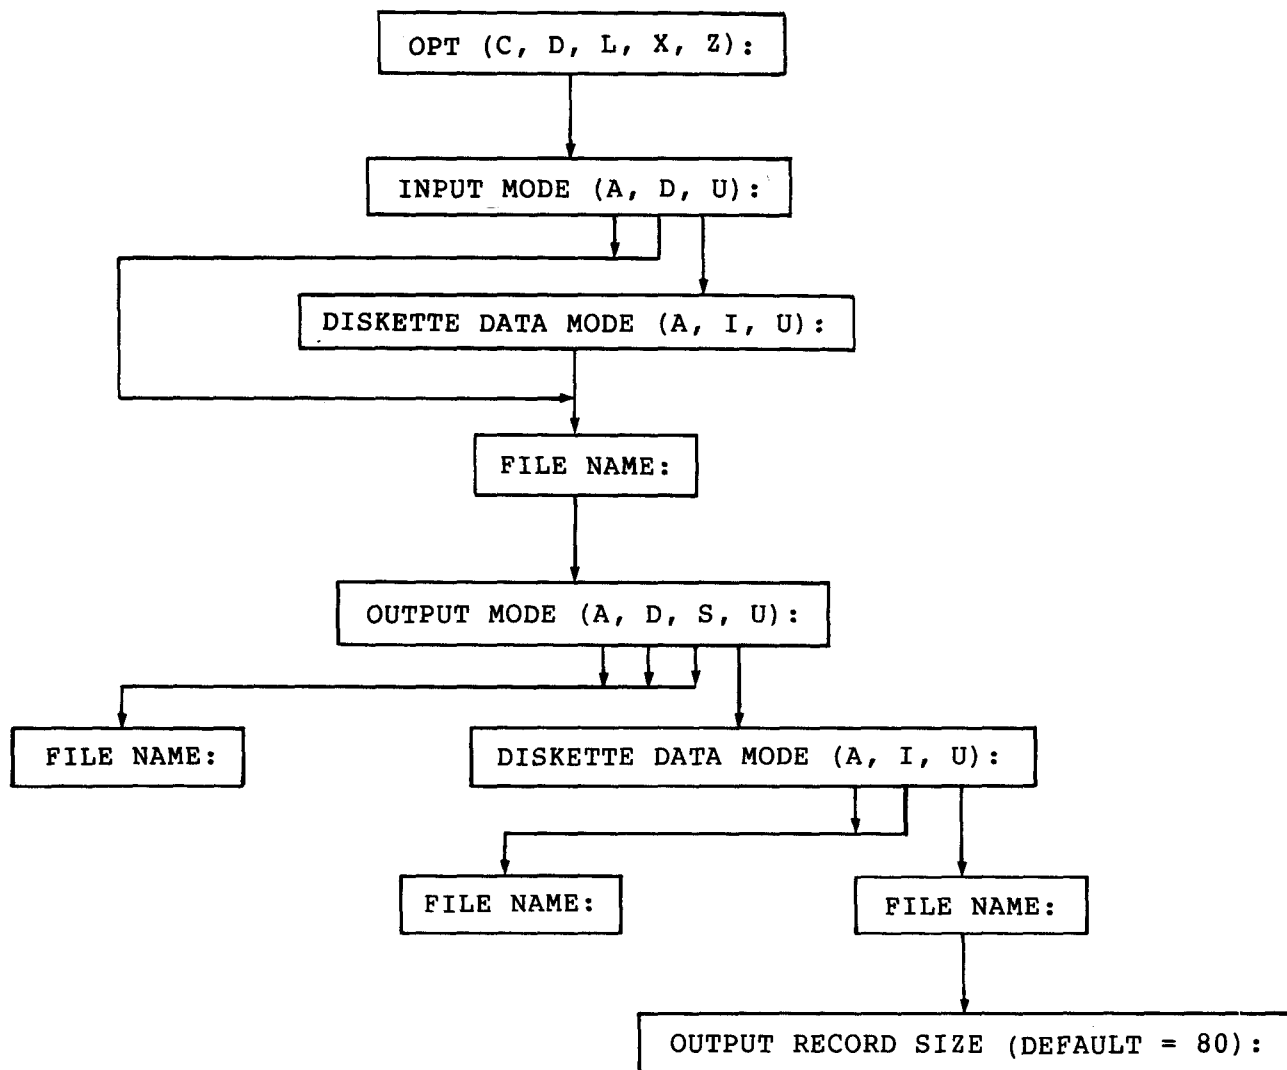 OPT (C, D, L, X, Z):
INPUT MODE (A, D, U):
DISKETTE DATA MODE (A, I, U):
FILE NAME:
OUTPUT MODE (A, D, S, U):
FILE NAME:
DISKETTE DATA MODE (A, I, U):
FILE NAME:
FILE NAME:
OUTPUT RECORD SIZE (DEFAULT = 80):